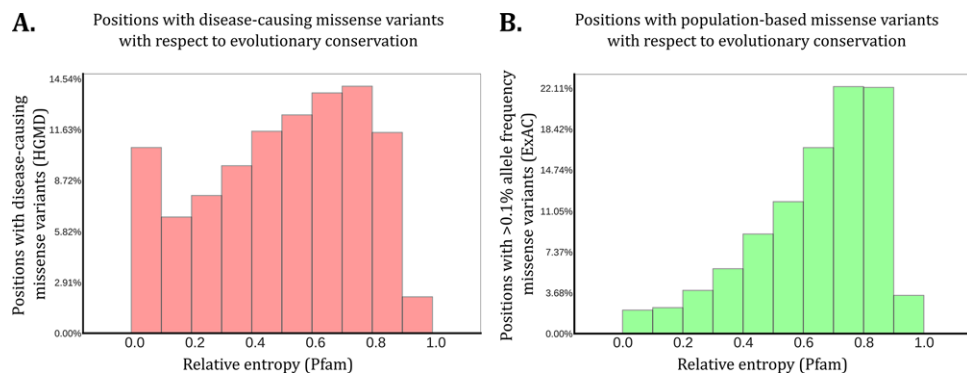 A.
Positions with disease-causing missense variants
with respect to evolutionary conservation
Positions with disease-causing
missense variants (HGMD)
14.54%
11.63%
8.72%
5.82%
2.91%
0.00%
0.0 0.2 0.4 0.6 0.8 1.0
Relative entropy (Pfam)
B.
Positions with population-based missense variants
with respect to evolutionary conservation
Positions with >0.1% allele frequency
missense variants (ExAC)
22.11%
18.42%
14.74%
11.05%
7.37%
3.68%
0.00%
0.0 0.2 0.4 0.6 0.8 1.0
Relative entropy (Pfam)